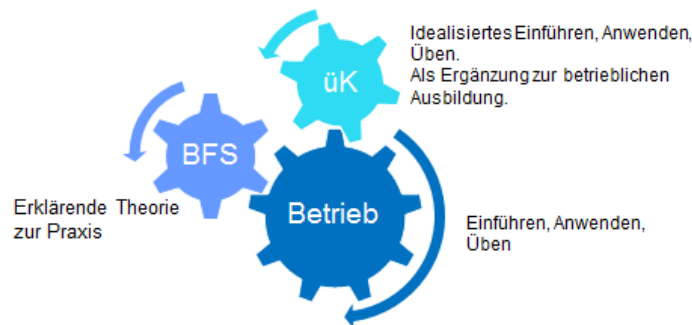 Idealisiertes Einführen, Anwenden,
Üben.
Als Ergänzung zur betrieblichen
Ausbildung.
üK
BFS
Erklärende Theorie
zur Praxis
Betrieb
Einführen, Anwenden,
Üben